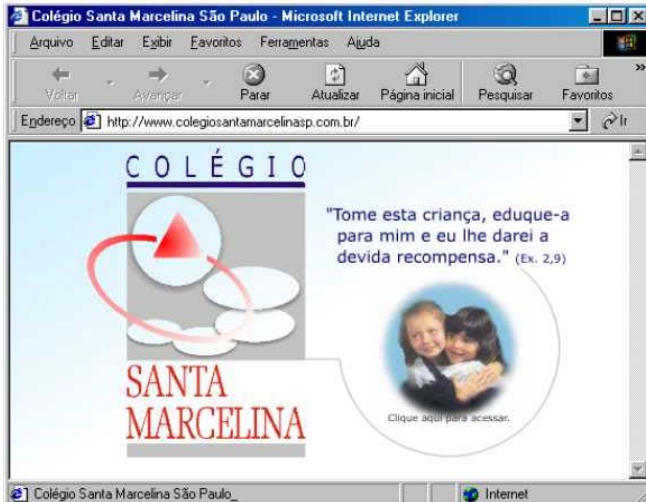 Colégio Santa Marcelina São Paulo - Microsoft Internet Explorer
Arquivo Editar Exibir Favoritos Ferramentas Ajuda
Voltar Avançar Parar Atualizar Página inicial Pesquisar Favoritos »
Endereço http://www.colegiosantamarcelinasp.com.br/ Ir
COLÉGIO
"Tome esta criança, eduque-a
para mim e eu lhe darei a
devida recompensa." (Ex. 2,9)
SANTA
MARCELINA
Clique aqui para acessar.
Colégio Santa Marcelina São Paulo_ Internet